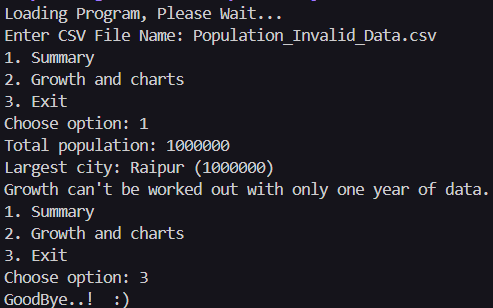 Loading Program, Please Wait...
Enter CSV File Name: Population_Invalid_Data.csv
1. Summary
2. Growth and charts
3. Exit
Choose option: 1
Total population: 1000000
Largest city: Raipur (1000000)
Growth can't be worked out with only one year of data.
1. Summary
2. Growth and charts
3. Exit
Choose option: 3
GoodBye..!  :)